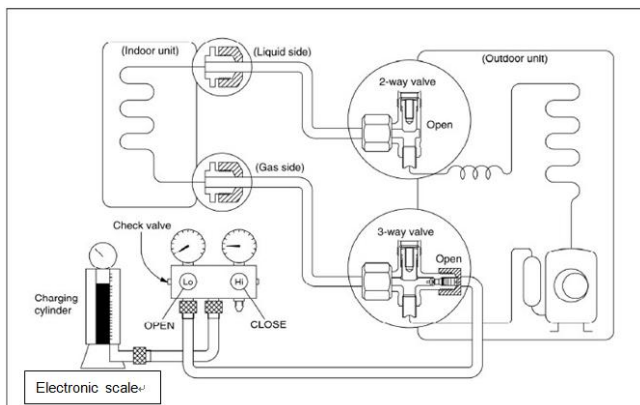 (Indoor unit)
(Liquid side)
(Outdoor unit)
2-way valve
Open
(Gas side)
3-way valve
Open
Check valve
Lo
Hi
Charging
cylinder
OPEN
CLOSE
Electronic scale↵